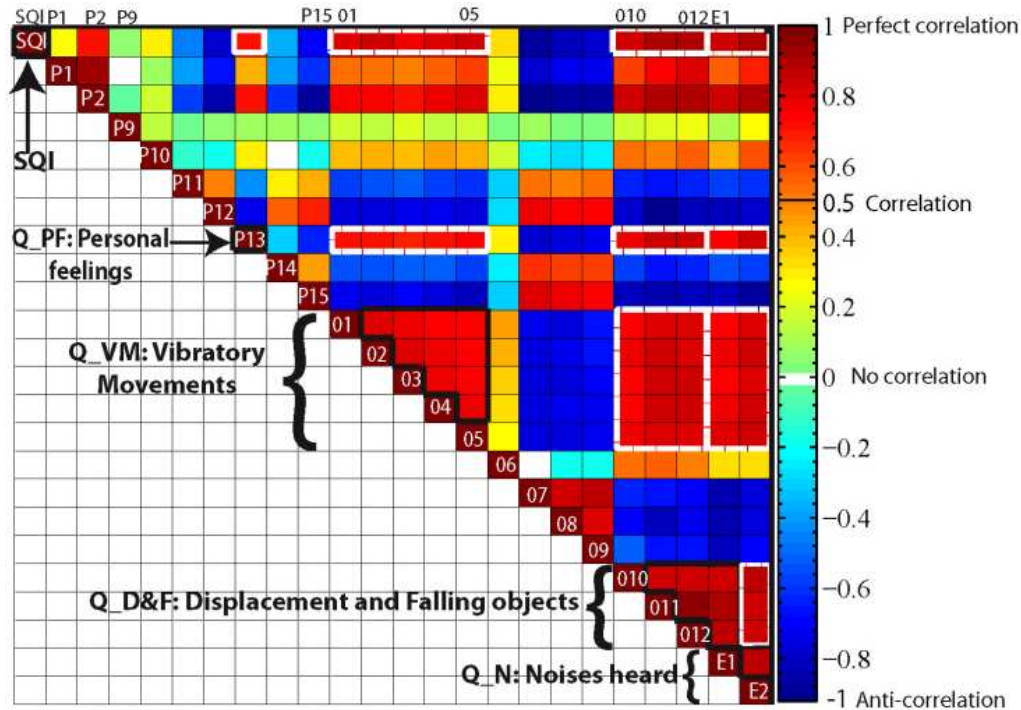 SQI P1 P2 P9 P15 01 05 010 012 E1
SQI
P1
P2
P9
P10
P11
P12
P13
P14
P15
01
02
03
04
05
06
07
08
09
010
011
012
E1
E2
SQI
Q_PF: Personal
feelings
Q_VM: Vibratory
Movements
Q_D&F: Displacement and Falling objects
Q_N: Noises heard
1 Perfect correlation
0.8
0.6
0.5 Correlation
0.4
0.2
0 No correlation
−0.2
−0.4
−0.6
−0.8
-1 Anti-correlation